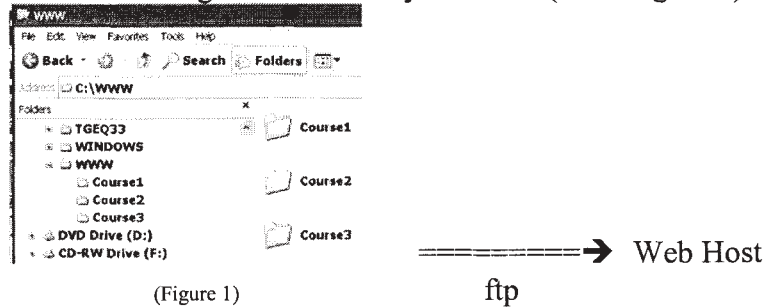 www
File Edit View Favorites Tools Help
Back Search Folders
Address C:\WWW
Folders x
TGEQ33
WINDOWS
WWW
Course1
Course2
Course3
DVD Drive (D:)
CD-RW Drive (F:)
Course1
Course2
Course3
=========➔ Web Host
(Figure 1) ftp